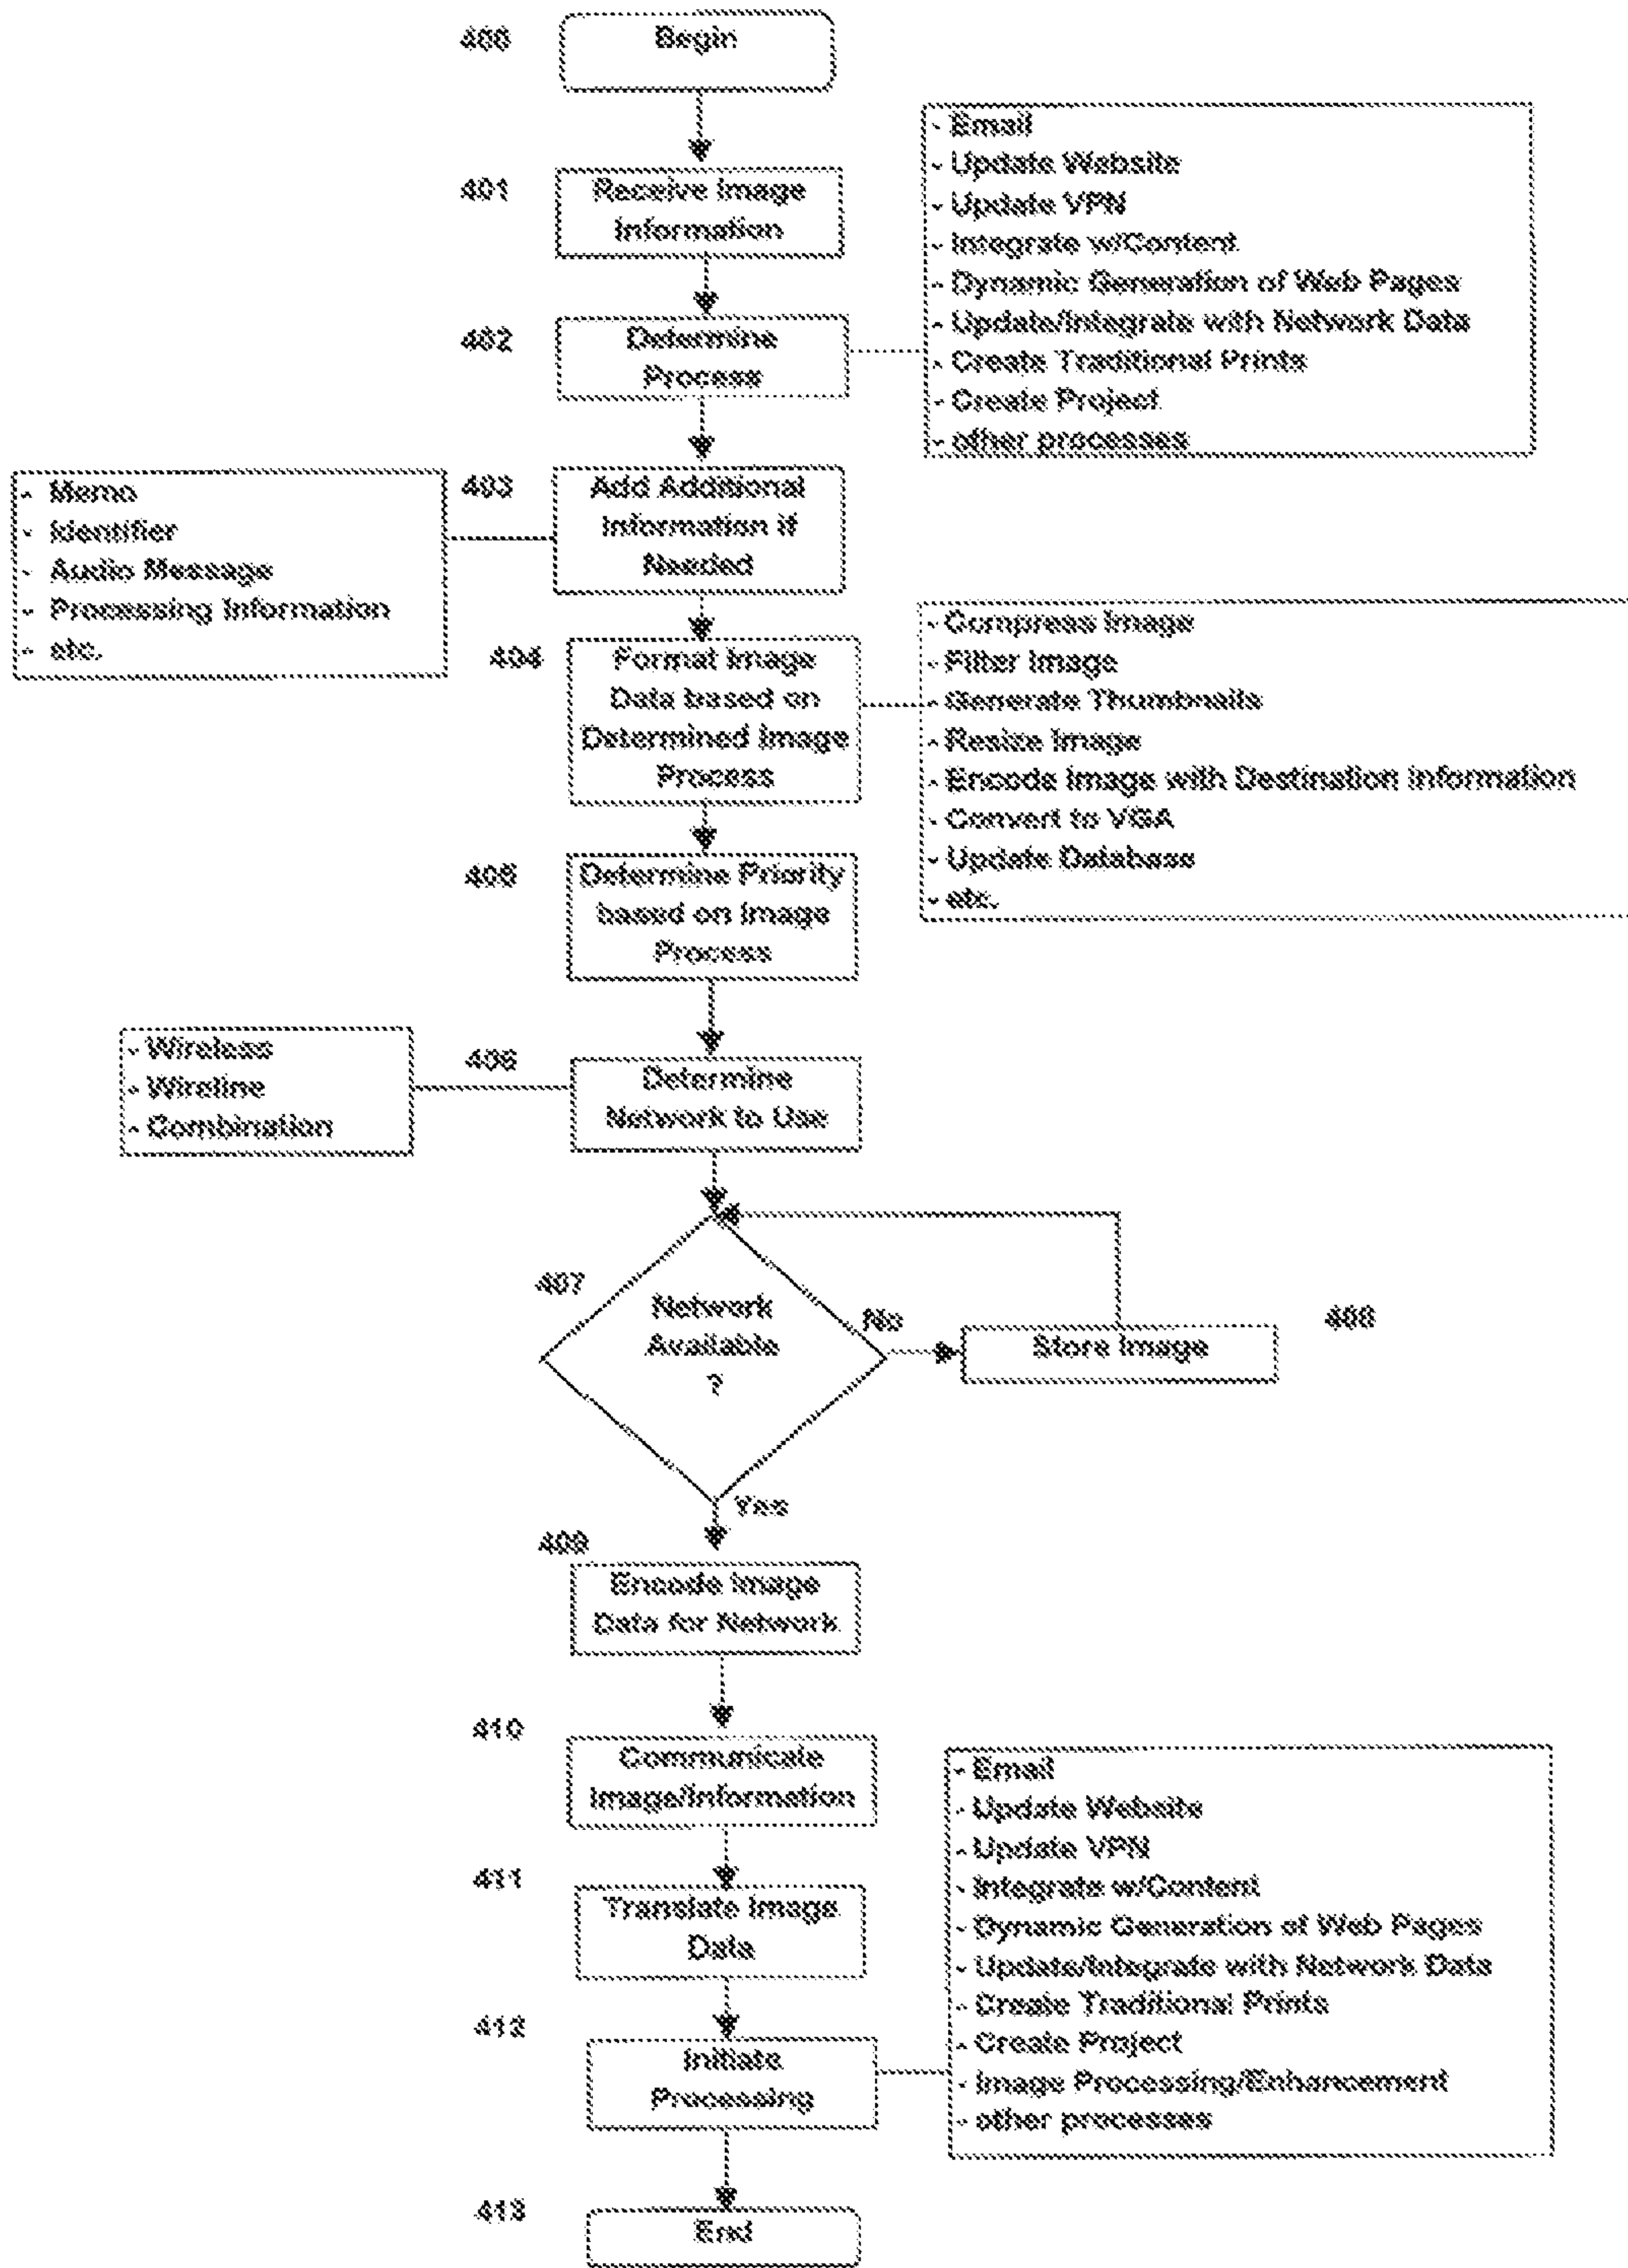 400
Begin
401
Receive Image
Information
402
Determine
Process
- Email
- Update Website
- Update VPN
- Integrate w/Content
- Dynamic Generation of Web Pages
- Update/Integrate with Network Data
- Create Traditional Prints
- Create Project
- other processes
403
Add Additional
Information if
Needed
- Memo
- Identifier
- Audio Message
- Processing Information
- etc.
404
Format Image
Data based on
Determined Image
Process
- Compress Image
- Filter Image
- Generate Thumbnails
- Resize Image
- Encode Image with Destination Information
- Convert to VGA
- Update Database
- etc.
405
Determine Priority
based on Image
Process
406
Determine
Network to Use
- Wireless
- Wireline
- Combination
407
Network
Available
?
No
Store Image
408
Yes
409
Encode Image
Data for Network
410
Communicate
Image/Information
411
Translate Image
Data
412
Initiate
Processing
- Email
- Update Website
- Update VPN
- Integrate w/Content
- Dynamic Generation of Web Pages
- Update/Integrate with Network Data
- Create Traditional Prints
- Create Project
- Image Processing/Enhancement
- other processes
413
End